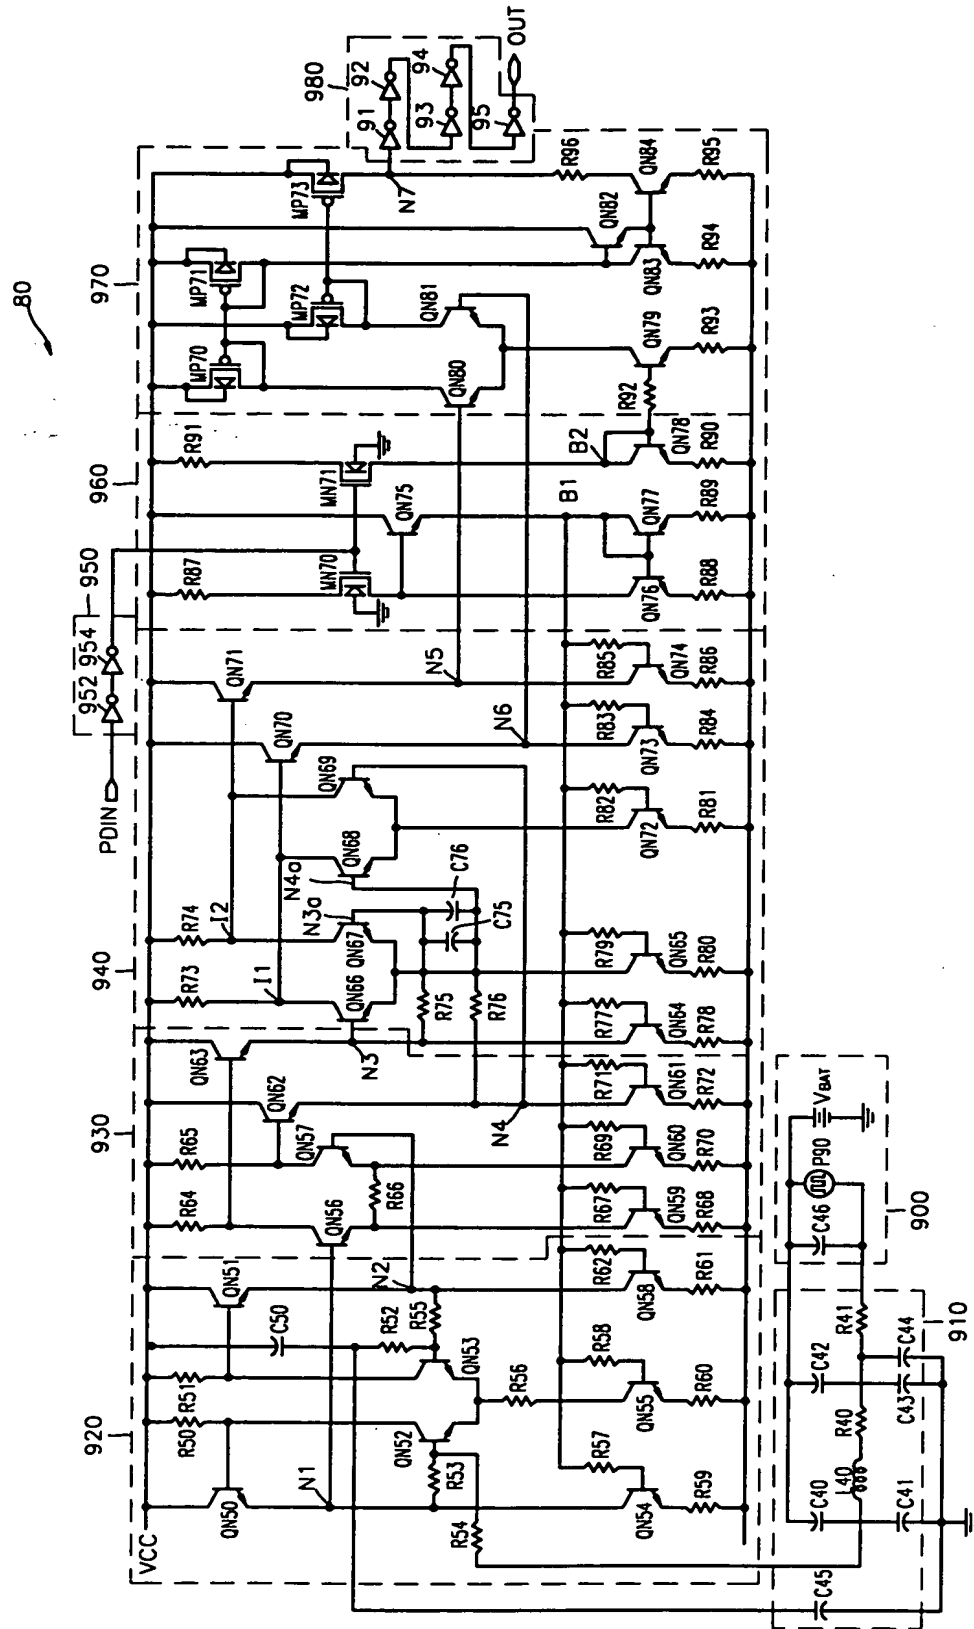 80
920
930
940
950
960
970
980
952
954
PDIN
91
92
93
94
95
OUT
VCC
R50
R51
QN50
QN51
C50
N1
N2
R52
R55
QN52
QN53
R53
R54
R56
R57
R58
R62
QN54
QN55
QN58
R59
R60
R61
R64
R65
QN63
QN62
QN57
QN56
R66
N3
N4
R67
R69
R71
QN59
QN60
QN61
R68
R70
R72
R73
R74
I1
I2
QN66
QN67
N3a
N4a
QN68
QN69
QN70
QN71
R75
R76
C75
C76
N5
N6
R77
R79
R82
R83
R85
QN64
QN65
QN72
QN73
QN74
R78
R80
R81
R84
R86
R87
R91
MN70
MN71
QN75
B1
B2
QN76
QN77
QN78
R88
R89
R90
MP70
MP71
MP72
MP73
N7
QN80
QN81
QN82
QN79
QN83
QN84
R92
R93
R94
R95
R96
C45
C40
C41
L40
R40
C42
C43
C44
R41
910
C46
P90
VBAT
900